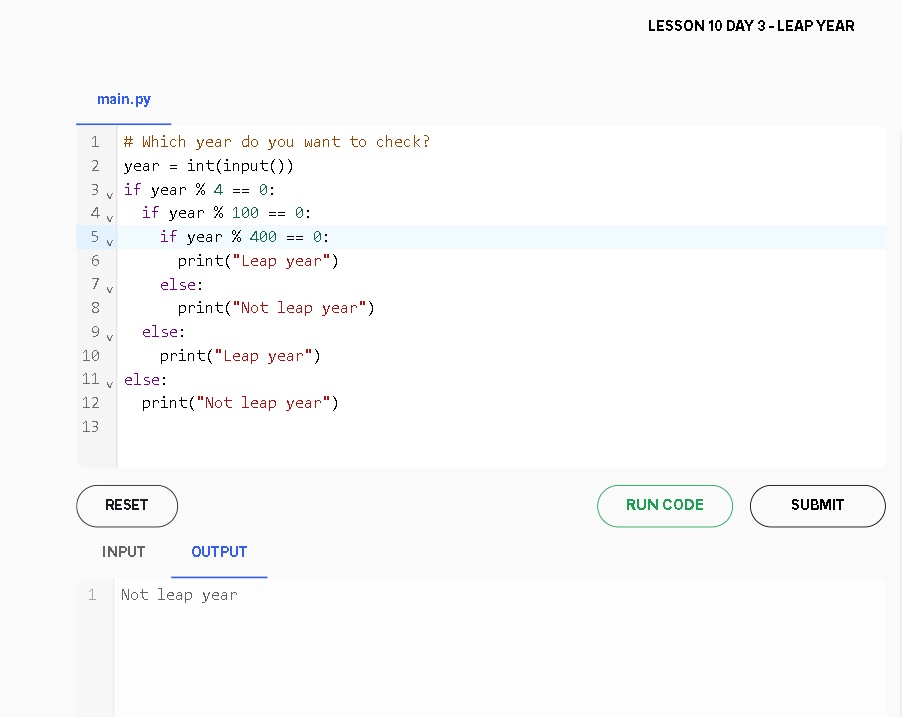 LESSON 10 DAY 3 - LEAP YEAR
main.py
1 # Which year do you want to check?
2 year = int(input())
3 if year % 4 == 0:
4   if year % 100 == 0:
5     if year % 400 == 0:
6       print("Leap year")
7     else:
8       print("Not leap year")
9   else:
10     print("Leap year")
11 else:
12   print("Not leap year")
13
RESET RUN CODE SUBMIT
INPUT OUTPUT
1 Not leap year